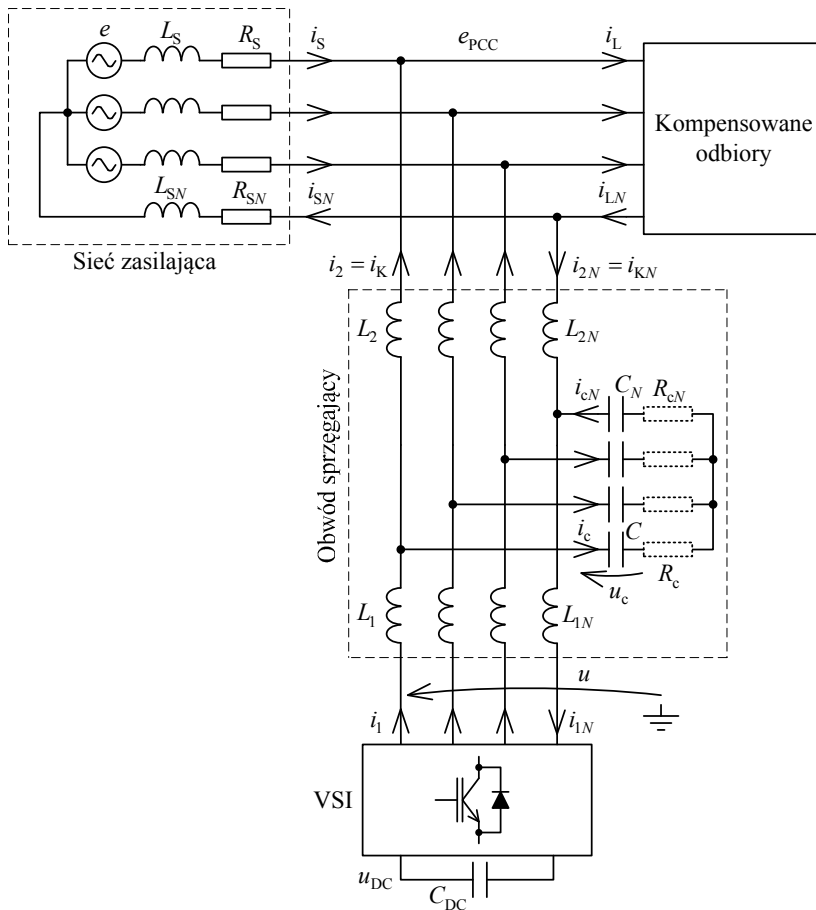 e L_S R_S i_S e_PCC i_L
Kompensowane
odbiory
L_SN R_SN i_SN i_LN
Sieć zasilająca
i_2 = i_K i_2N = i_KN
L_2 L_2N
Obwód sprzęgający
i_cN C_N R_cN
i_c C
R_c
u_c
L_1 L_1N
u
i_1 i_1N
VSI
u_DC
C_DC